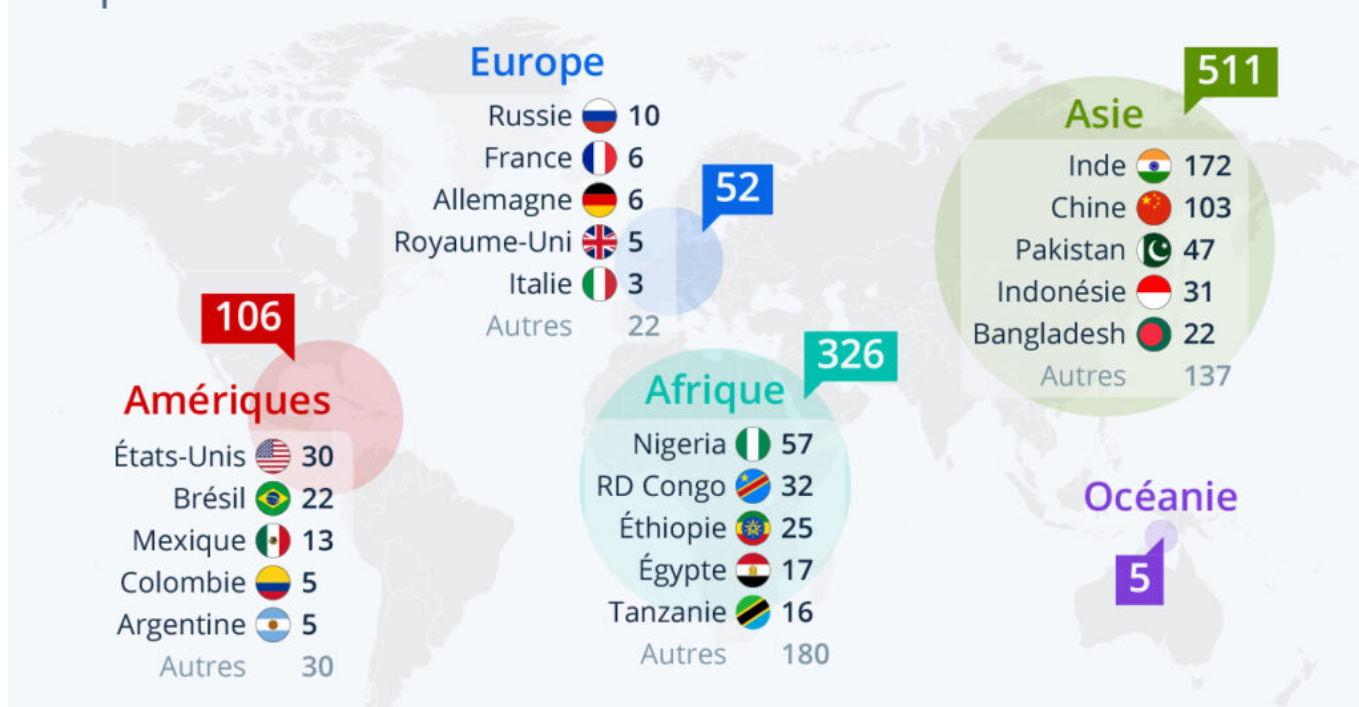 Europe
Russie 10
France 6
Allemagne 6
Royaume-Uni 5
Italie 3
Autres 22
52
511
Asie
Inde 172
Chine 103
Pakistan 47
Indonésie 31
Bangladesh 22
Autres 137
106
Amériques
États-Unis 30
Brésil 22
Mexique 13
Colombie 5
Argentine 5
Autres 30
326
Afrique
Nigeria 57
RD Congo 32
Éthiopie 25
Égypte 17
Tanzanie 16
Autres 180
Océanie
5